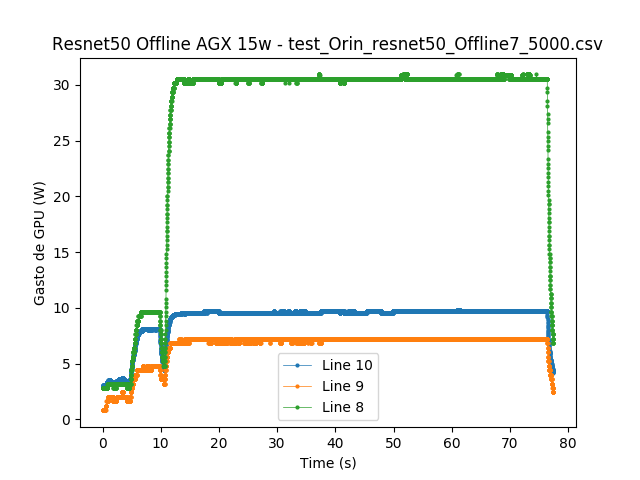 Resnet50 Offline AGX 15w - test_Orin_resnet50_Offline7_5000.csv
30
25
20
15
10
5
0
Gasto de GPU (W)
Line 10
Line 9
Line 8
0 10 20 30 40 50 60 70 80
Time (s)